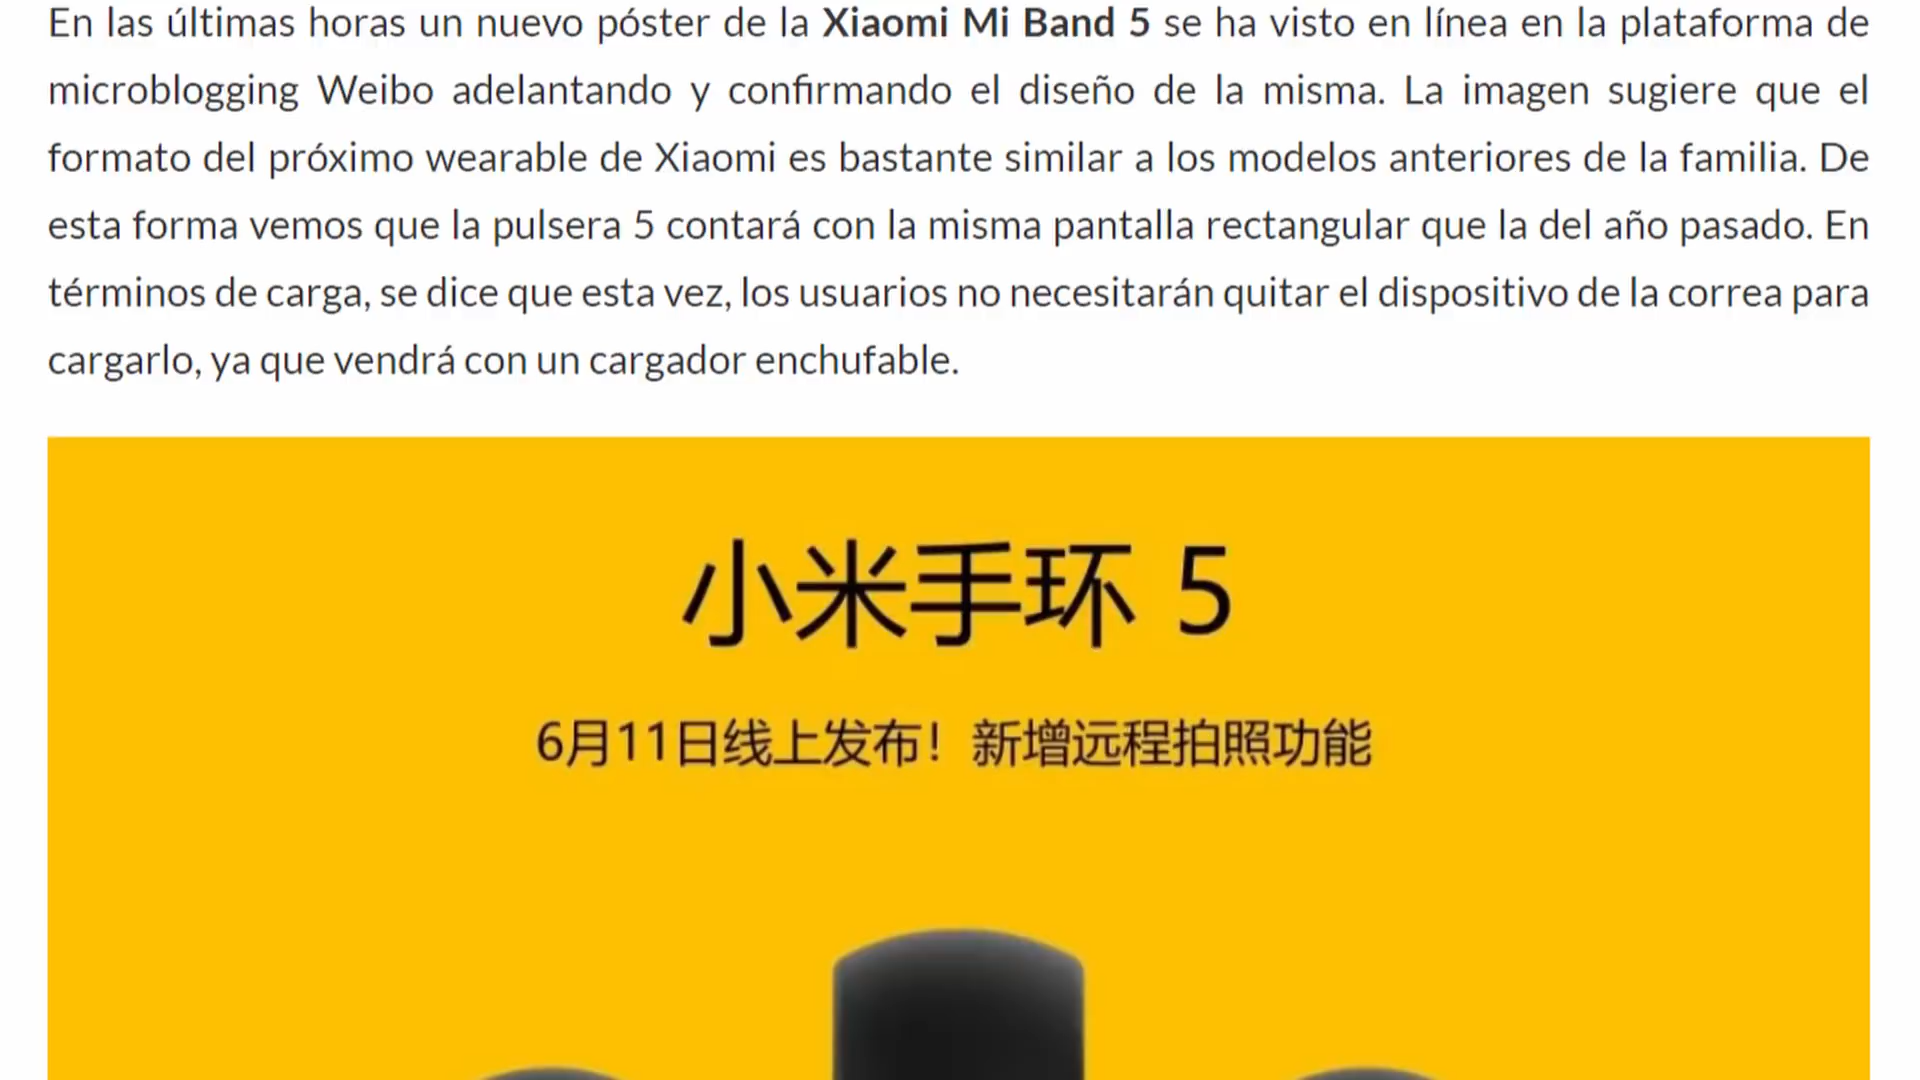 En las últimas horas un nuevo póster de la Xiaomi Mi Band 5 se ha visto en línea en la plataforma de
microblogging Weibo adelantando y confirmando el diseño de la misma. La imagen sugiere que el
formato del próximo wearable de Xiaomi es bastante similar a los modelos anteriores de la familia. De
esta forma vemos que la pulsera 5 contará con la misma pantalla rectangular que la del año pasado. En
términos de carga, se dice que esta vez, los usuarios no necesitarán quitar el dispositivo de la correa para
cargarlo, ya que vendrá con un cargador enchufable.
小米手环 5
6月11日线上发布！新增远程拍照功能